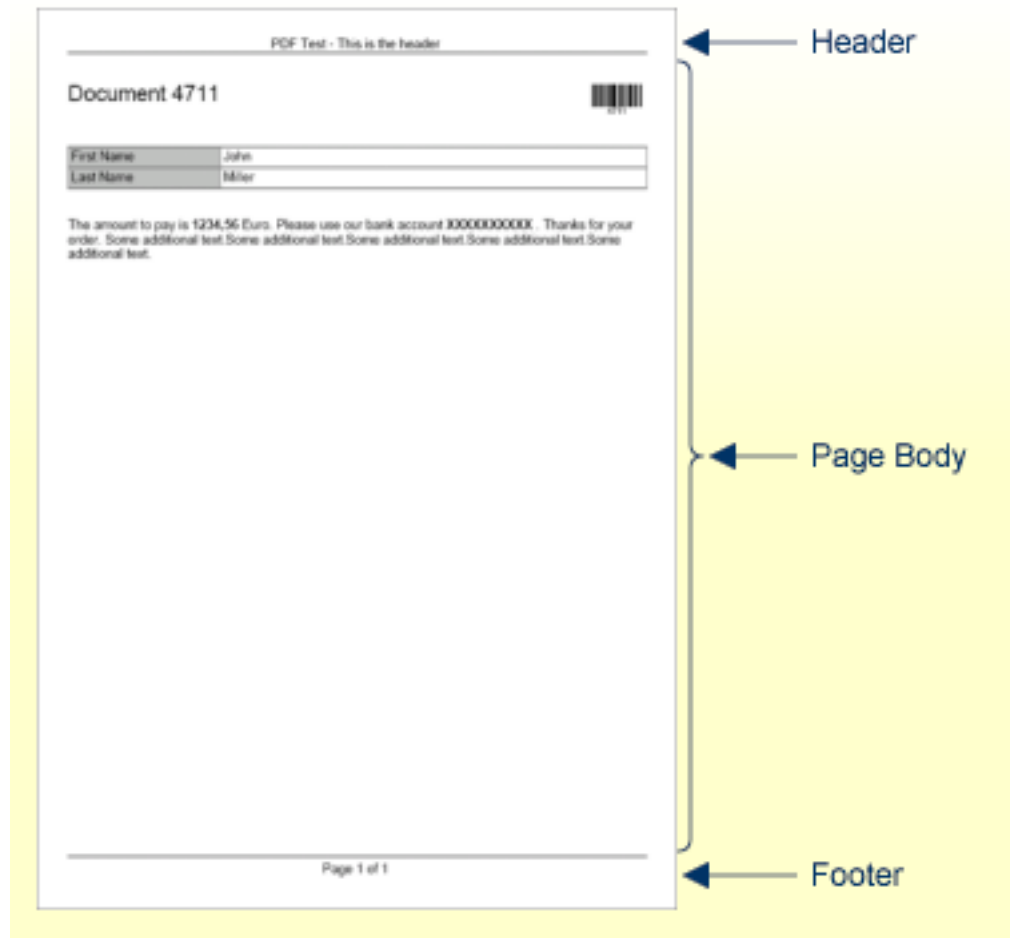 PDF Test - This is the header
Header
Document 4711
4711
First Name John
Last Name Miller
The amount to pay is 1234,56 Euro. Please use our bank account XXXXXXXXXXX . Thanks for your
order. Some additional text.Some additional text.Some additional text.Some additional text.Some
additional text.
Page Body
Page 1 of 1
Footer